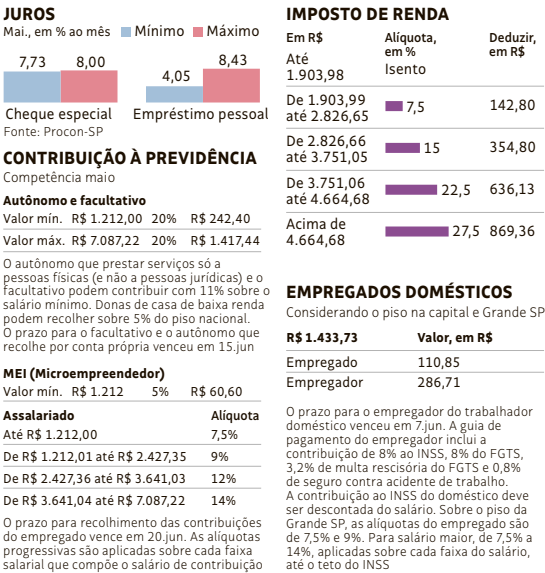 JUROS
Mai., em % ao mês Mínimo Máximo
7,73 8,00 4,05 8,43
Cheque especial Empréstimo pessoal
Fonte: Procon-SP
CONTRIBUIÇÃO À PREVIDÊNCIA
Competência maio
Autônomo e facultativo
Valor mín. R$ 1.212,00 20% R$ 242,40
Valor máx. R$ 7.087,22 20% R$ 1.417,44
O autônomo que prestar serviços só a
pessoas físicas (e não a pessoas jurídicas) e o
facultativo podem contribuir com 11% sobre o
salário mínimo. Donas de casa de baixa renda
podem recolher sobre 5% do piso nacional.
O prazo para o facultativo e o autônomo que
recolhe por conta própria venceu em 15.jun
MEI (Microempreendedor)
Valor mín. R$ 1.212 5% R$ 60,60
Assalariado Alíquota
Até R$ 1.212,00 7,5%
De R$ 1.212,01 até R$ 2.427,35 9%
De R$ 2.427,36 até R$ 3.641,03 12%
De R$ 3.641,04 até R$ 7.087,22 14%
O prazo para recolhimento das contribuições
do empregado vence em 20.jun. As alíquotas
progressivas são aplicadas sobre cada faixa
salarial que compõe o salário de contribuição
IMPOSTO DE RENDA
Em R$ Alíquota, Deduzir,
em % em R$
Até
1.903,98 Isento
De 1.903,99
até 2.826,65 7,5 142,80
De 2.826,66
até 3.751,05 15 354,80
De 3.751,06
até 4.664,68 22,5 636,13
Acima de
4.664,68 27,5 869,36
EMPREGADOS DOMÉSTICOS
Considerando o piso na capital e Grande SP
R$ 1.433,73 Valor, em R$
Empregado 110,85
Empregador 286,71
O prazo para o empregador do trabalhador
doméstico venceu em 7.jun. A guia de
pagamento do empregador inclui a
contribuição de 8% ao INSS, 8% do FGTS,
3,2% de multa rescisória do FGTS e 0,8%
de seguro contra acidente de trabalho.
A contribuição ao INSS do doméstico deve
ser descontada do salário. Sobre o piso da
Grande SP, as alíquotas do empregado são
de 7,5% e 9%. Para salário maior, de 7,5% a
14%, aplicadas sobre cada faixa do salário,
até o teto do INSS